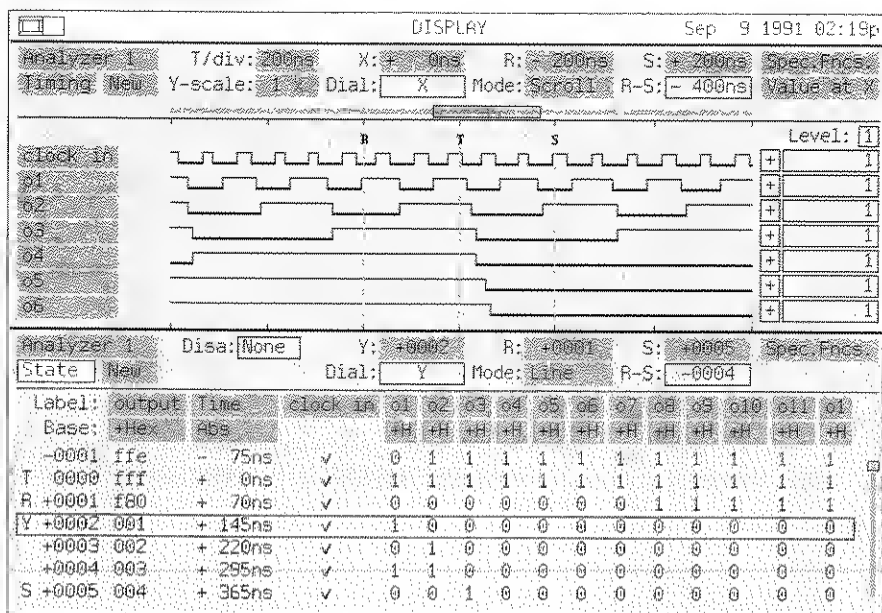 DISPLAY Sep 9 1991 02:19p
Analyzer 1 T/div: 200ns X: + 0ns R: - 200ns S: + 200ns Spec.Fncs.
Timing New Y-scale: 1 x Dial: X Mode: Scroll R-S: - 400ns Value at X
Level: 1
R T S
clock in + 1
o1 + 1
o2 + 1
o3 + 1
o4 + 1
o5 + 1
o6 + 1
Analyzer 1 Disa: None Y: +0002 R: +0001 S: +0005 Spec.Fncs.
State New Dial: Y Mode: Line R-S: -0004
Label: output Time clock in o1 o2 o3 o4 o5 o6 o7 o8 o9 o10 o11 o1
Base: +Hex Abs +H +H +H +H +H +H +H +H +H +H +H +H
-0001 ffe - 75ns ✓ 0 1 1 1 1 1 1 1 1 1 1 1
T 0000 fff + 0ns ✓ 1 1 1 1 1 1 1 1 1 1 1 1
R +0001 f80 + 70ns ✓ 0 0 0 0 0 0 0 1 1 1 1 1
Y +0002 001 + 145ns ✓ 1 0 0 0 0 0 0 0 0 0 0 0
+0003 002 + 220ns ✓ 0 1 0 0 0 0 0 0 0 0 0 0
+0004 003 + 295ns ✓ 1 1 0 0 0 0 0 0 0 0 0 0
S +0005 004 + 365ns ✓ 0 0 1 0 0 0 0 0 0 0 0 0